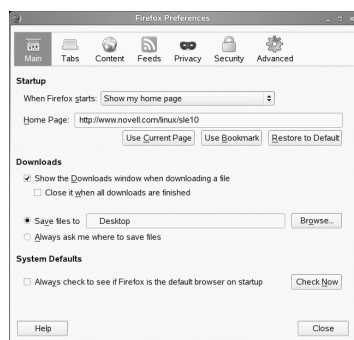 Firefox Preferences
Main Tabs Content Feeds Privacy Security Advanced
Startup
When Firefox starts: Show my home page
Home Page: http://www.novell.com/linux/sle10
Use Current Page Use Bookmark Restore to Default
Downloads
Show the Downloads window when downloading a file
Close it when all downloads are finished
Save files to Desktop Browse...
Always ask me where to save files
System Defaults
Always check to see if Firefox is the default browser on startup Check Now
Help Close